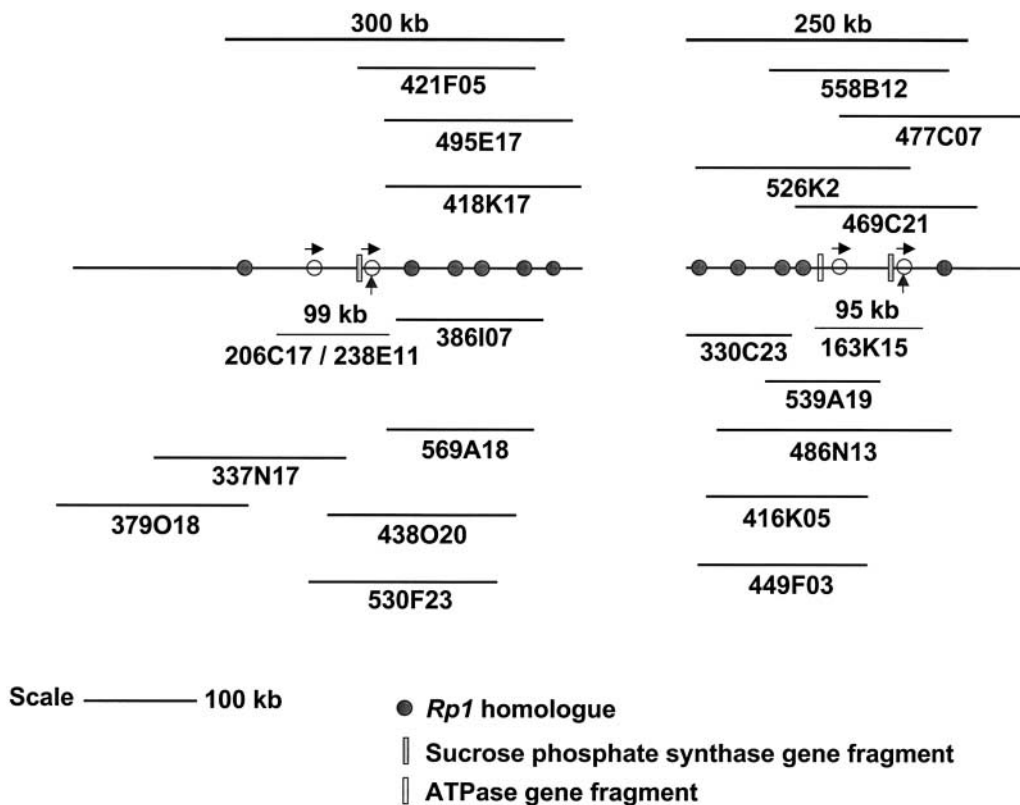 300 kb
250 kb
421F05
558B12
495E17
477C07
418K17
526K2
469C21
99 kb
206C17 / 238E11
386I07
95 kb
330C23
163K15
539A19
569A18
486N13
337N17
379O18
438O20
416K05
530F23
449F03
Scale 100 kb
Rp1 homologue
Sucrose phosphate synthase gene fragment
ATPase gene fragment